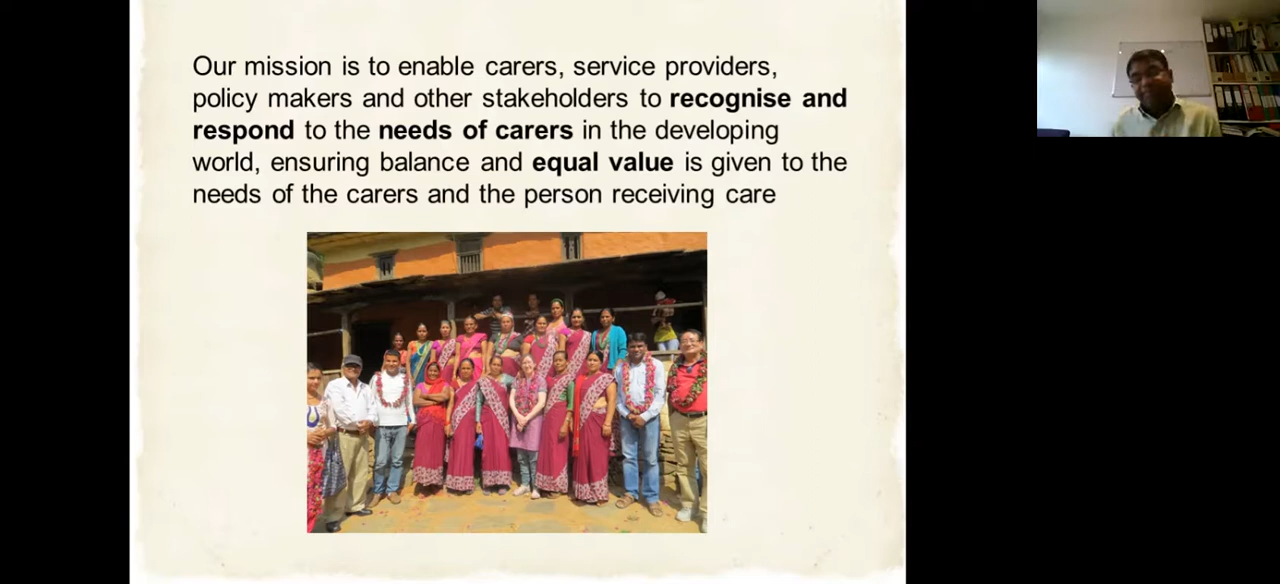 Our mission is to enable carers, service providers,
policy makers and other stakeholders to recognise and
respond to the needs of carers in the developing
world, ensuring balance and equal value is given to the
needs of the carers and the person receiving care